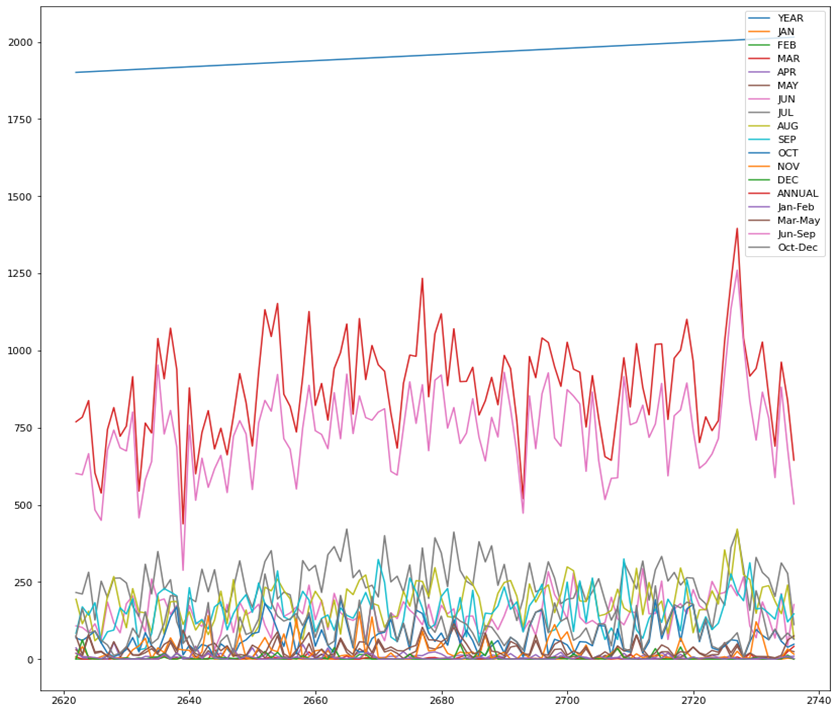 YEAR
JAN
FEB
MAR
APR
MAY
JUN
JUL
AUG
SEP
OCT
NOV
DEC
ANNUAL
Jan-Feb
Mar-May
Jun-Sep
Oct-Dec
2000
1750
1500
1250
1000
750
500
250
0
2620 2640 2660 2680 2700 2720 2740